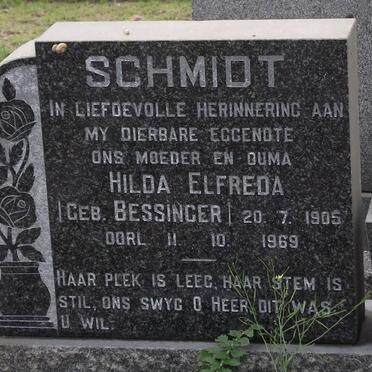 SCHMIDT
IN LIEFDEVOLLE HERINNERING AAN
MY DIERBARE EGGENOTE
ONS MOEDER EN OUMA
HILDA ELFREDA
(GEB. BESSINGER) 20. 7. 1905
OORL. 11. 10. 1969
HAAR PLEK IS LEEG, HAAR STEM IS
STIL, ONS SWYG O HEER, DIT WAS
U WIL.